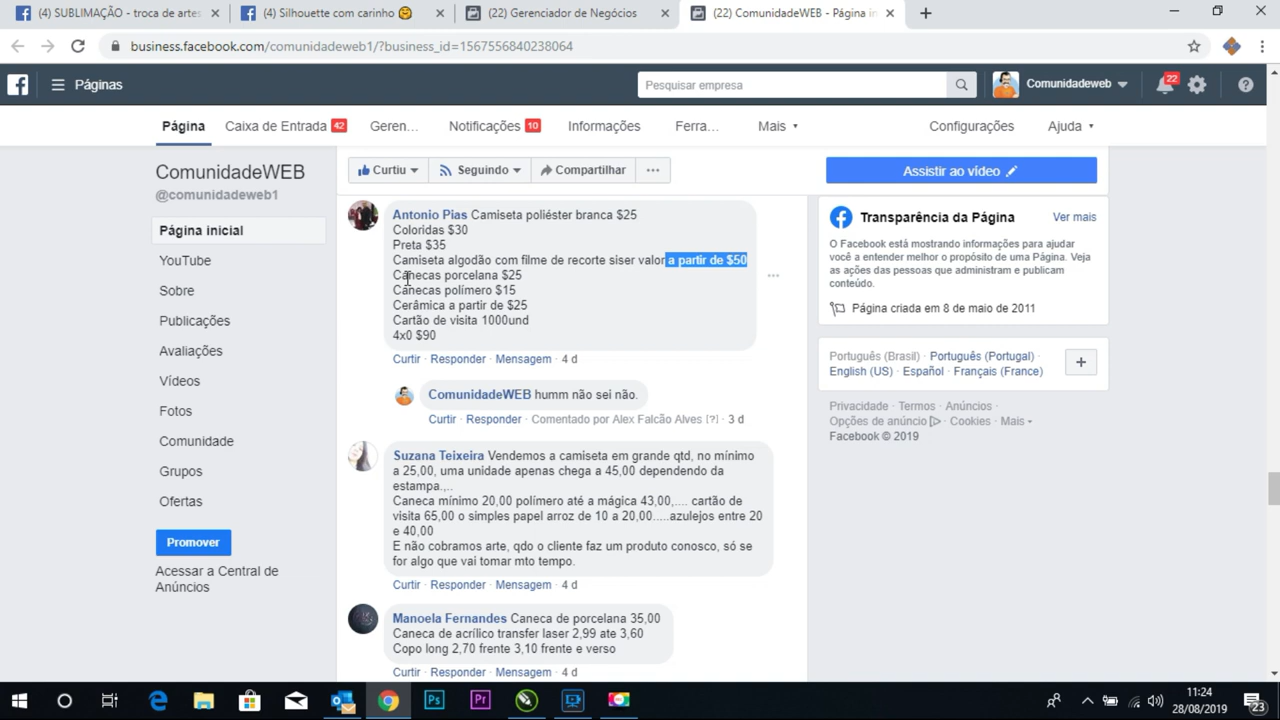 (4) SUBLIMAÇÃO - troca de artes
(4) Silhouette com carinho
(22) Gerenciador de Negócios
(22) ComunidadeWEB - Página in
business.facebook.com/comunidadeweb1/?business_id=1567556840238064
Páginas
Pesquisar empresa
Comunidadeweb
22
Página
Caixa de Entrada 42
Geren...
Notificações 10
Informações
Ferra...
Mais
Configurações
Ajuda
ComunidadeWEB
@comunidadeweb1
Página inicial
YouTube
Sobre
Publicações
Avaliações
Vídeos
Fotos
Comunidade
Grupos
Ofertas
Promover
Acessar a Central de
Anúncios
Curtiu
Seguindo
Compartilhar
...
Assistir ao vídeo
Antonio Pias Camiseta poliéster branca $25
Coloridas $30
Preta $35
Camiseta algodão com filme de recorte siser valor a partir de $50
Canecas porcelana $25
Canecas polímero $15
Cerâmica a partir de $25
Cartão de visita 1000und
4x0 $90
Curtir · Responder · Mensagem · 4 d
ComunidadeWEB humm não sei não.
Curtir · Responder · Comentado por Alex Falcão Alves [?] · 3 d
Suzana Teixeira Vendemos a camiseta em grande qtd, no mínimo
a 25,00, uma unidade apenas chega a 45,00 dependendo da
estampa.,..
Caneca mínimo 20,00 polímero até a mágica 43,00,.... cartão de
visita 65,00 o simples papel arroz de 10 a 20,00.....azulejos entre 20
e 40,00
E não cobramos arte, qdo o cliente faz um produto conosco, só se
for algo que vai tomar mto tempo.
Curtir · Responder · Mensagem · 4 d
Manoela Fernandes Caneca de porcelana 35,00
Caneca de acrílico transfer laser 2,99 ate 3,60
Copo long 2,70 frente 3,10 frente e verso
Curtir · Responder · Mensagem · 4 d
Transparência da Página
Ver mais
O Facebook está mostrando informações para ajudar
você a entender melhor o propósito de uma Página. Veja
as ações das pessoas que administram e publicam
conteúdo.
Página criada em 8 de maio de 2011
Português (Brasil) · Português (Portugal) ·
English (US) · Español · Français (France)
Privacidade · Termos · Anúncios ·
Opções de anúncio · Cookies · Mais
Facebook © 2019
Ps
Pr
11:24
28/08/2019
23